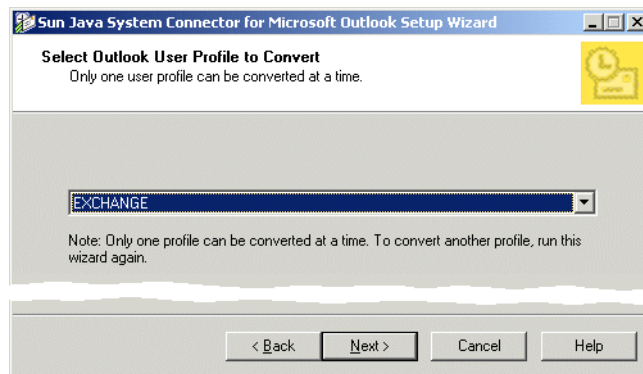 Sun Java System Connector for Microsoft Outlook Setup Wizard
Select Outlook User Profile to Convert
Only one user profile can be converted at a time.
EXCHANGE
Note: Only one profile can be converted at a time. To convert another profile, run this
wizard again.
< Back
Next >
Cancel
Help